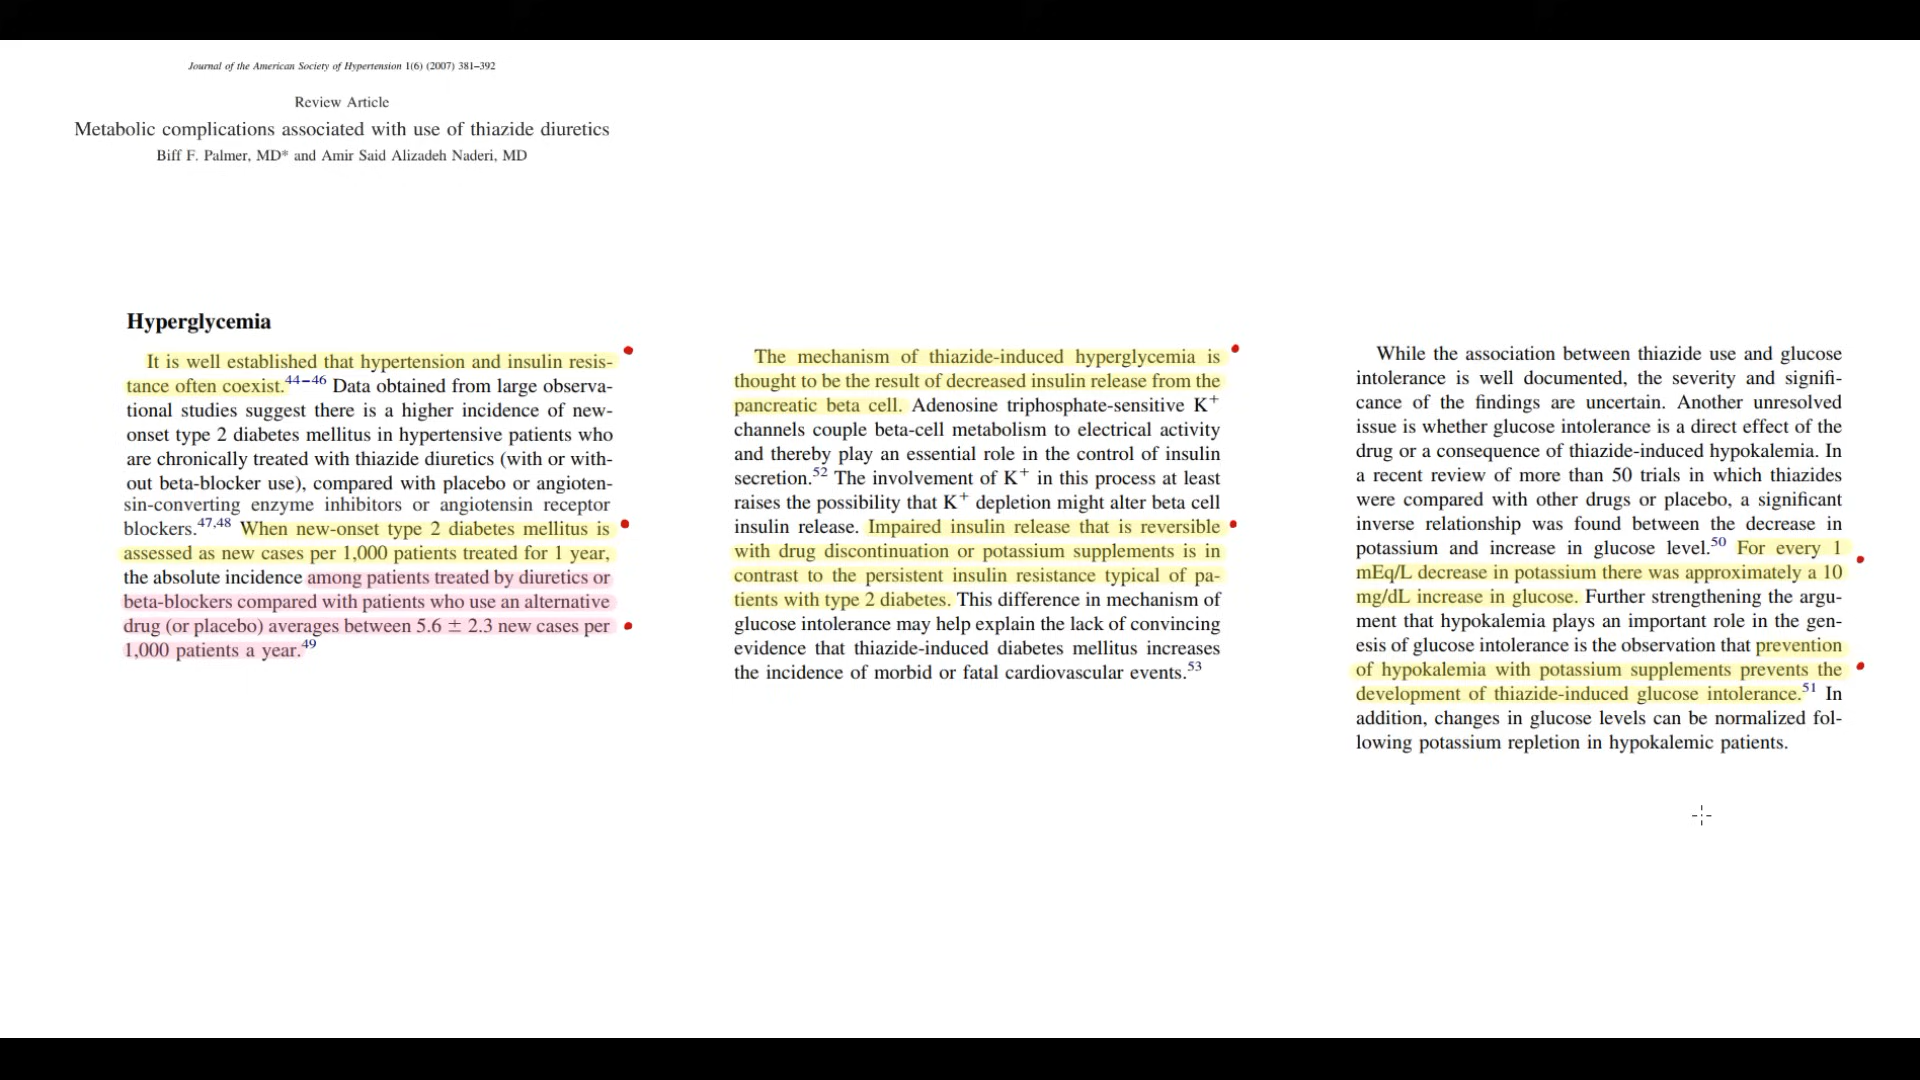 Journal of the American Society of Hypertension 1(6) (2007) 381–392
Review Article
Metabolic complications associated with use of thiazide diuretics
Biff F. Palmer, MD* and Amir Said Alizadeh Naderi, MD
Hyperglycemia
It is well established that hypertension and insulin resis-
tance often coexist.44–46 Data obtained from large observa-
tional studies suggest there is a higher incidence of new-
onset type 2 diabetes mellitus in hypertensive patients who
are chronically treated with thiazide diuretics (with or with-
out beta-blocker use), compared with placebo or angioten-
sin-converting enzyme inhibitors or angiotensin receptor
blockers.47,48 When new-onset type 2 diabetes mellitus is
assessed as new cases per 1,000 patients treated for 1 year,
the absolute incidence among patients treated by diuretics or
beta-blockers compared with patients who use an alternative
drug (or placebo) averages between 5.6 ± 2.3 new cases per
1,000 patients a year.49
The mechanism of thiazide-induced hyperglycemia is
thought to be the result of decreased insulin release from the
pancreatic beta cell. Adenosine triphosphate-sensitive K+
channels couple beta-cell metabolism to electrical activity
and thereby play an essential role in the control of insulin
secretion.52 The involvement of K+ in this process at least
raises the possibility that K+ depletion might alter beta cell
insulin release. Impaired insulin release that is reversible
with drug discontinuation or potassium supplements is in
contrast to the persistent insulin resistance typical of pa-
tients with type 2 diabetes. This difference in mechanism of
glucose intolerance may help explain the lack of convincing
evidence that thiazide-induced diabetes mellitus increases
the incidence of morbid or fatal cardiovascular events.53
While the association between thiazide use and glucose
intolerance is well documented, the severity and signifi-
cance of the findings are uncertain. Another unresolved
issue is whether glucose intolerance is a direct effect of the
drug or a consequence of thiazide-induced hypokalemia. In
a recent review of more than 50 trials in which thiazides
were compared with other drugs or placebo, a significant
inverse relationship was found between the decrease in
potassium and increase in glucose level.50 For every 1
mEq/L decrease in potassium there was approximately a 10
mg/dL increase in glucose. Further strengthening the argu-
ment that hypokalemia plays an important role in the gen-
esis of glucose intolerance is the observation that prevention
of hypokalemia with potassium supplements prevents the
development of thiazide-induced glucose intolerance.51 In
addition, changes in glucose levels can be normalized fol-
lowing potassium repletion in hypokalemic patients.